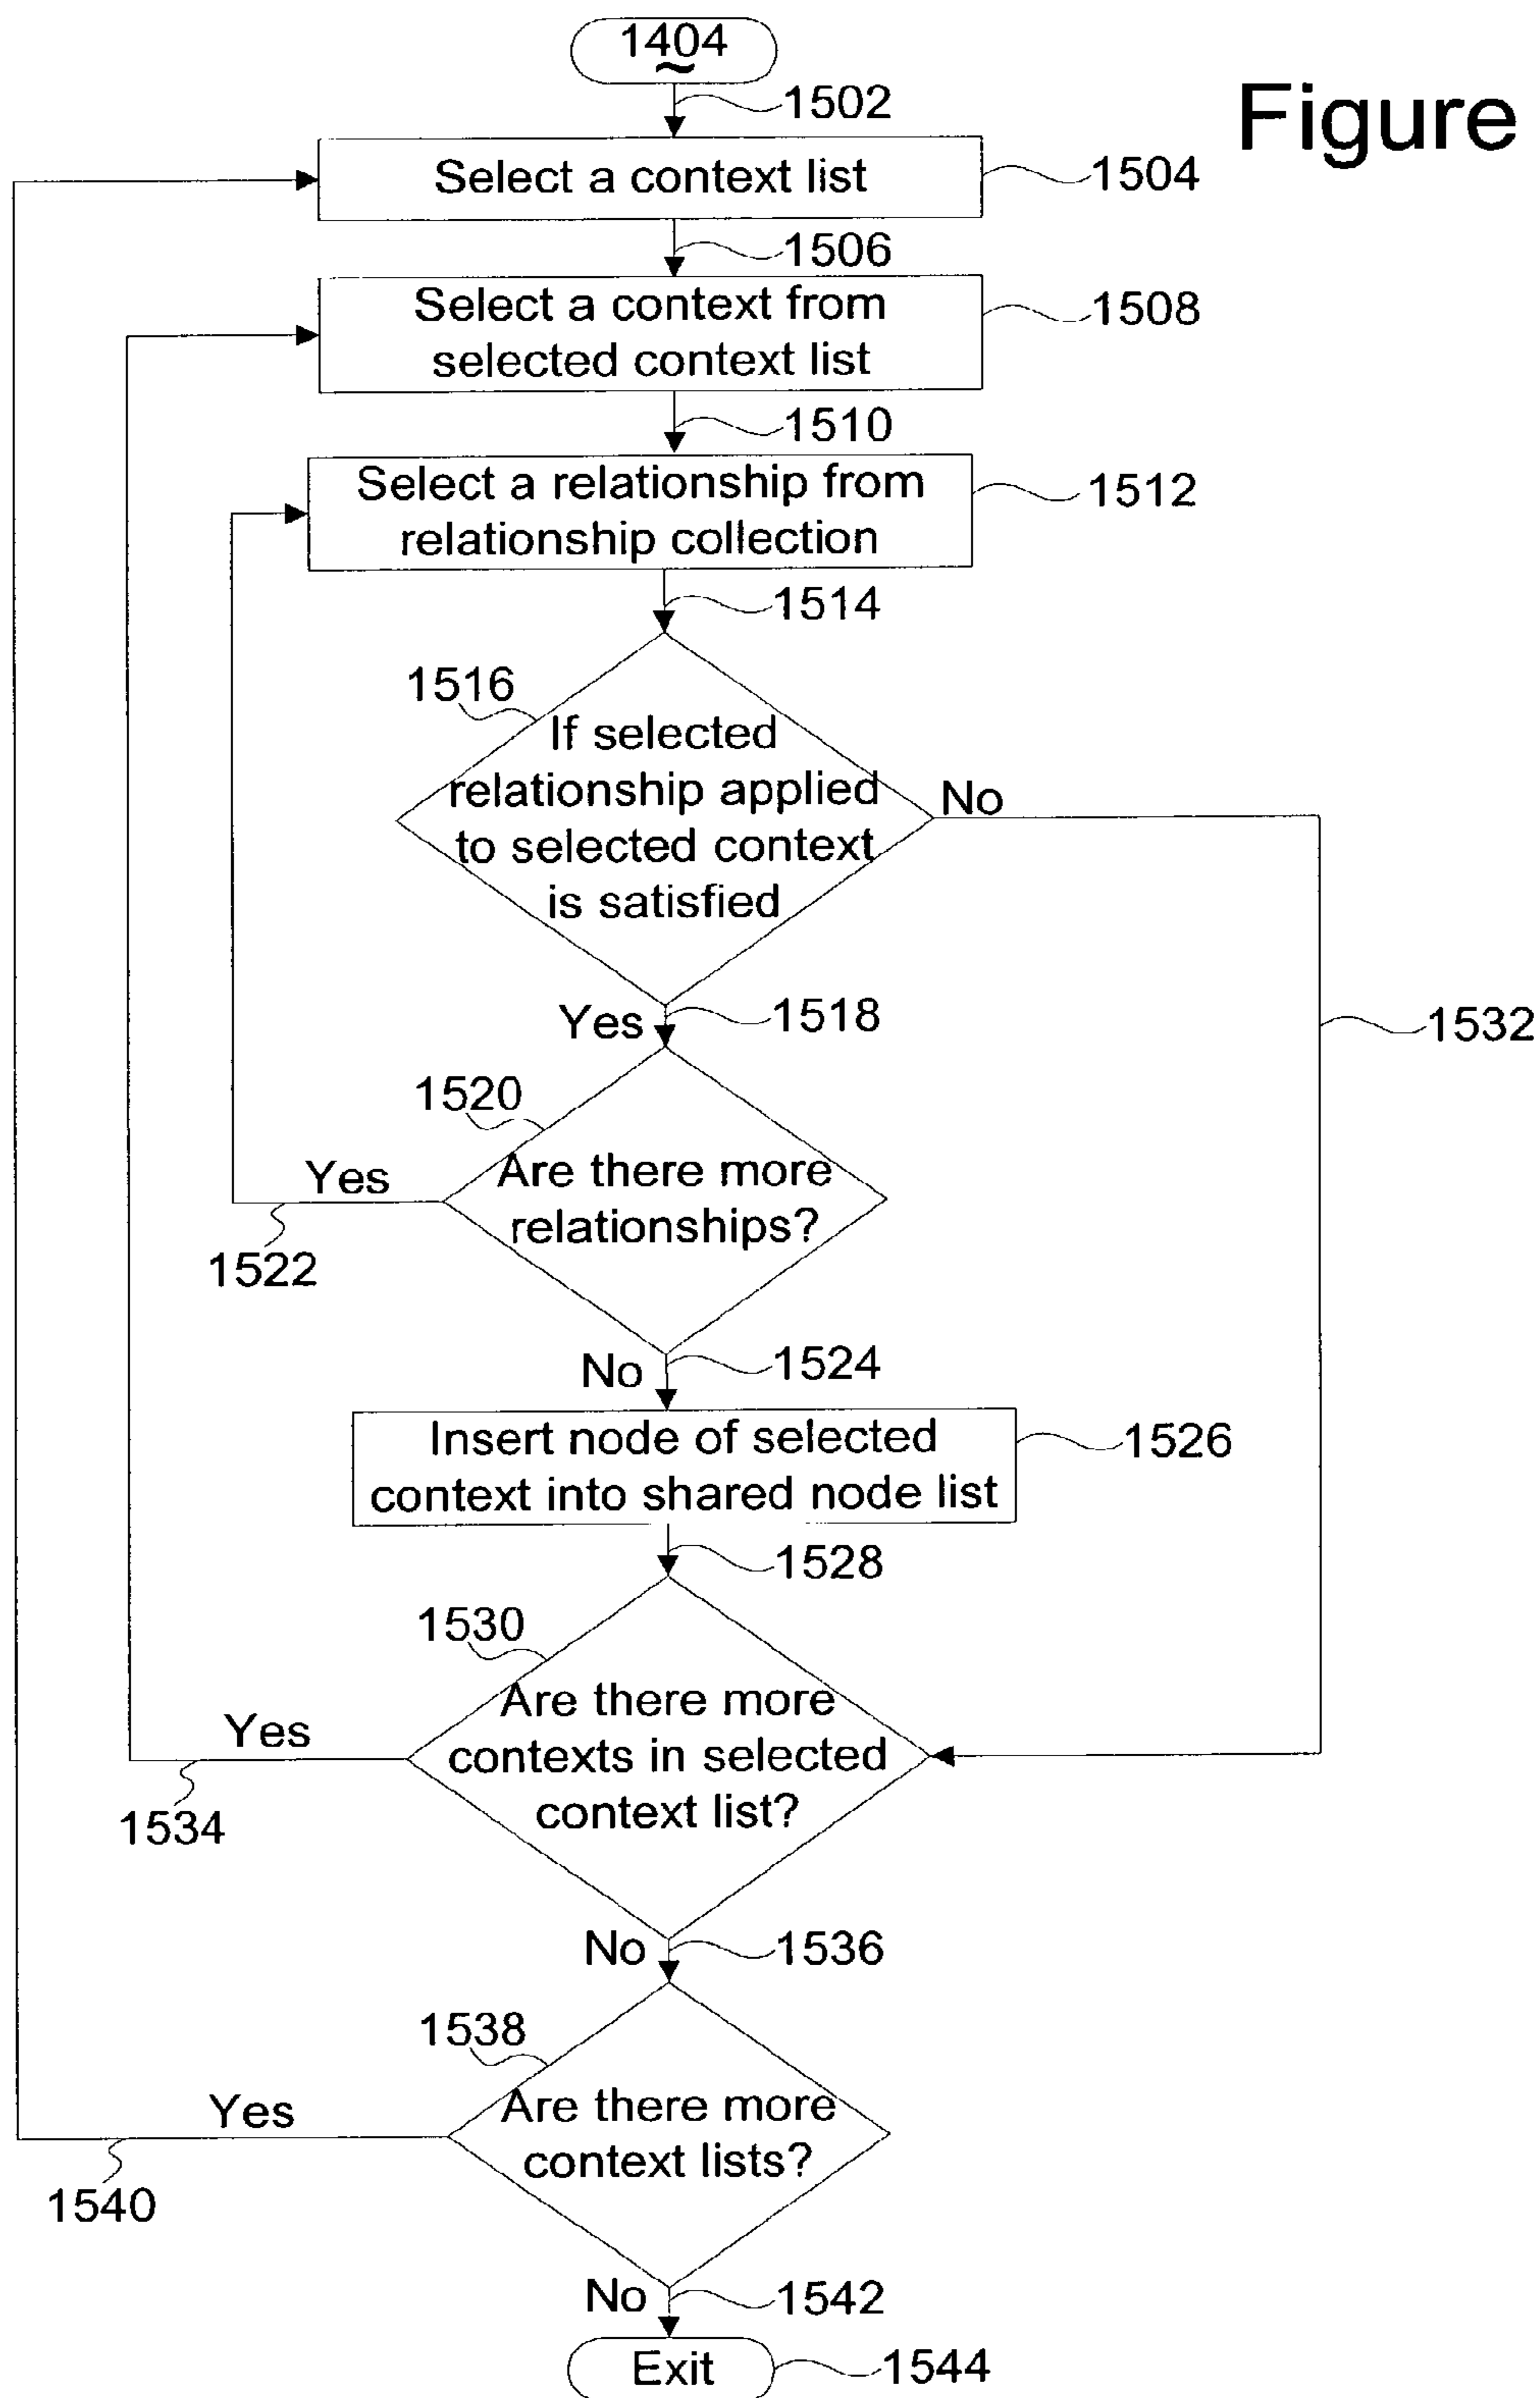 1404
1502
Figure
Select a context list
1504
1506
Select a context from
selected context list
1508
1510
Select a relationship from
relationship collection
1512
1514
1516
If selected
relationship applied
to selected context
is satisfied
No
1532
Yes
1518
1520
Are there more
relationships?
Yes
1522
No
1524
Insert node of selected
context into shared node list
1526
1528
1530
Are there more
contexts in selected
context list?
Yes
1534
No
1536
1538
Are there more
context lists?
Yes
1540
No
1542
Exit
1544